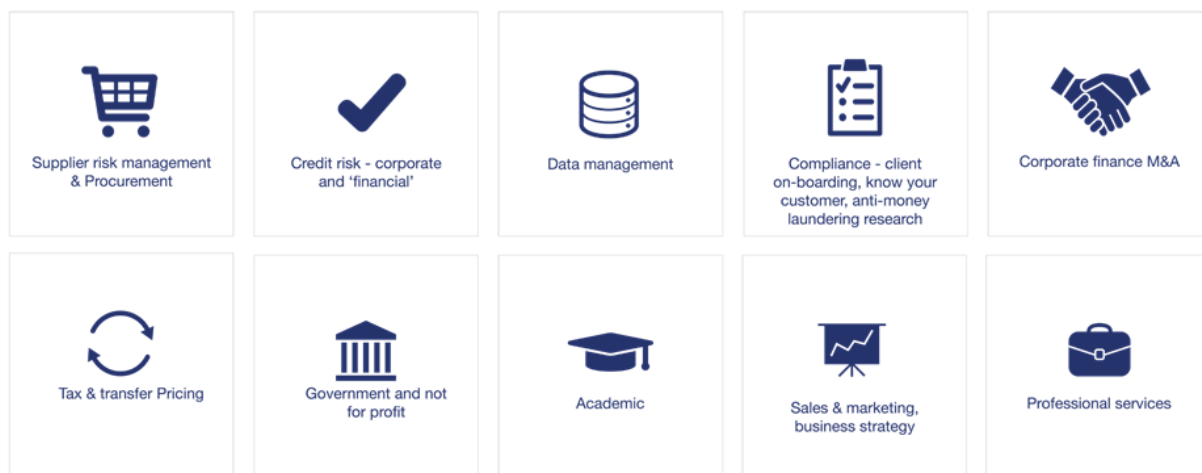 Supplier risk management
& Procurement
Credit risk - corporate
and ‘financial’
Data management
Compliance - client
on-boarding, know your
customer, anti-money
laundering research
Corporate finance M&A
Tax & transfer Pricing
Government and not
for profit
Academic
Sales & marketing,
business strategy
Professional services